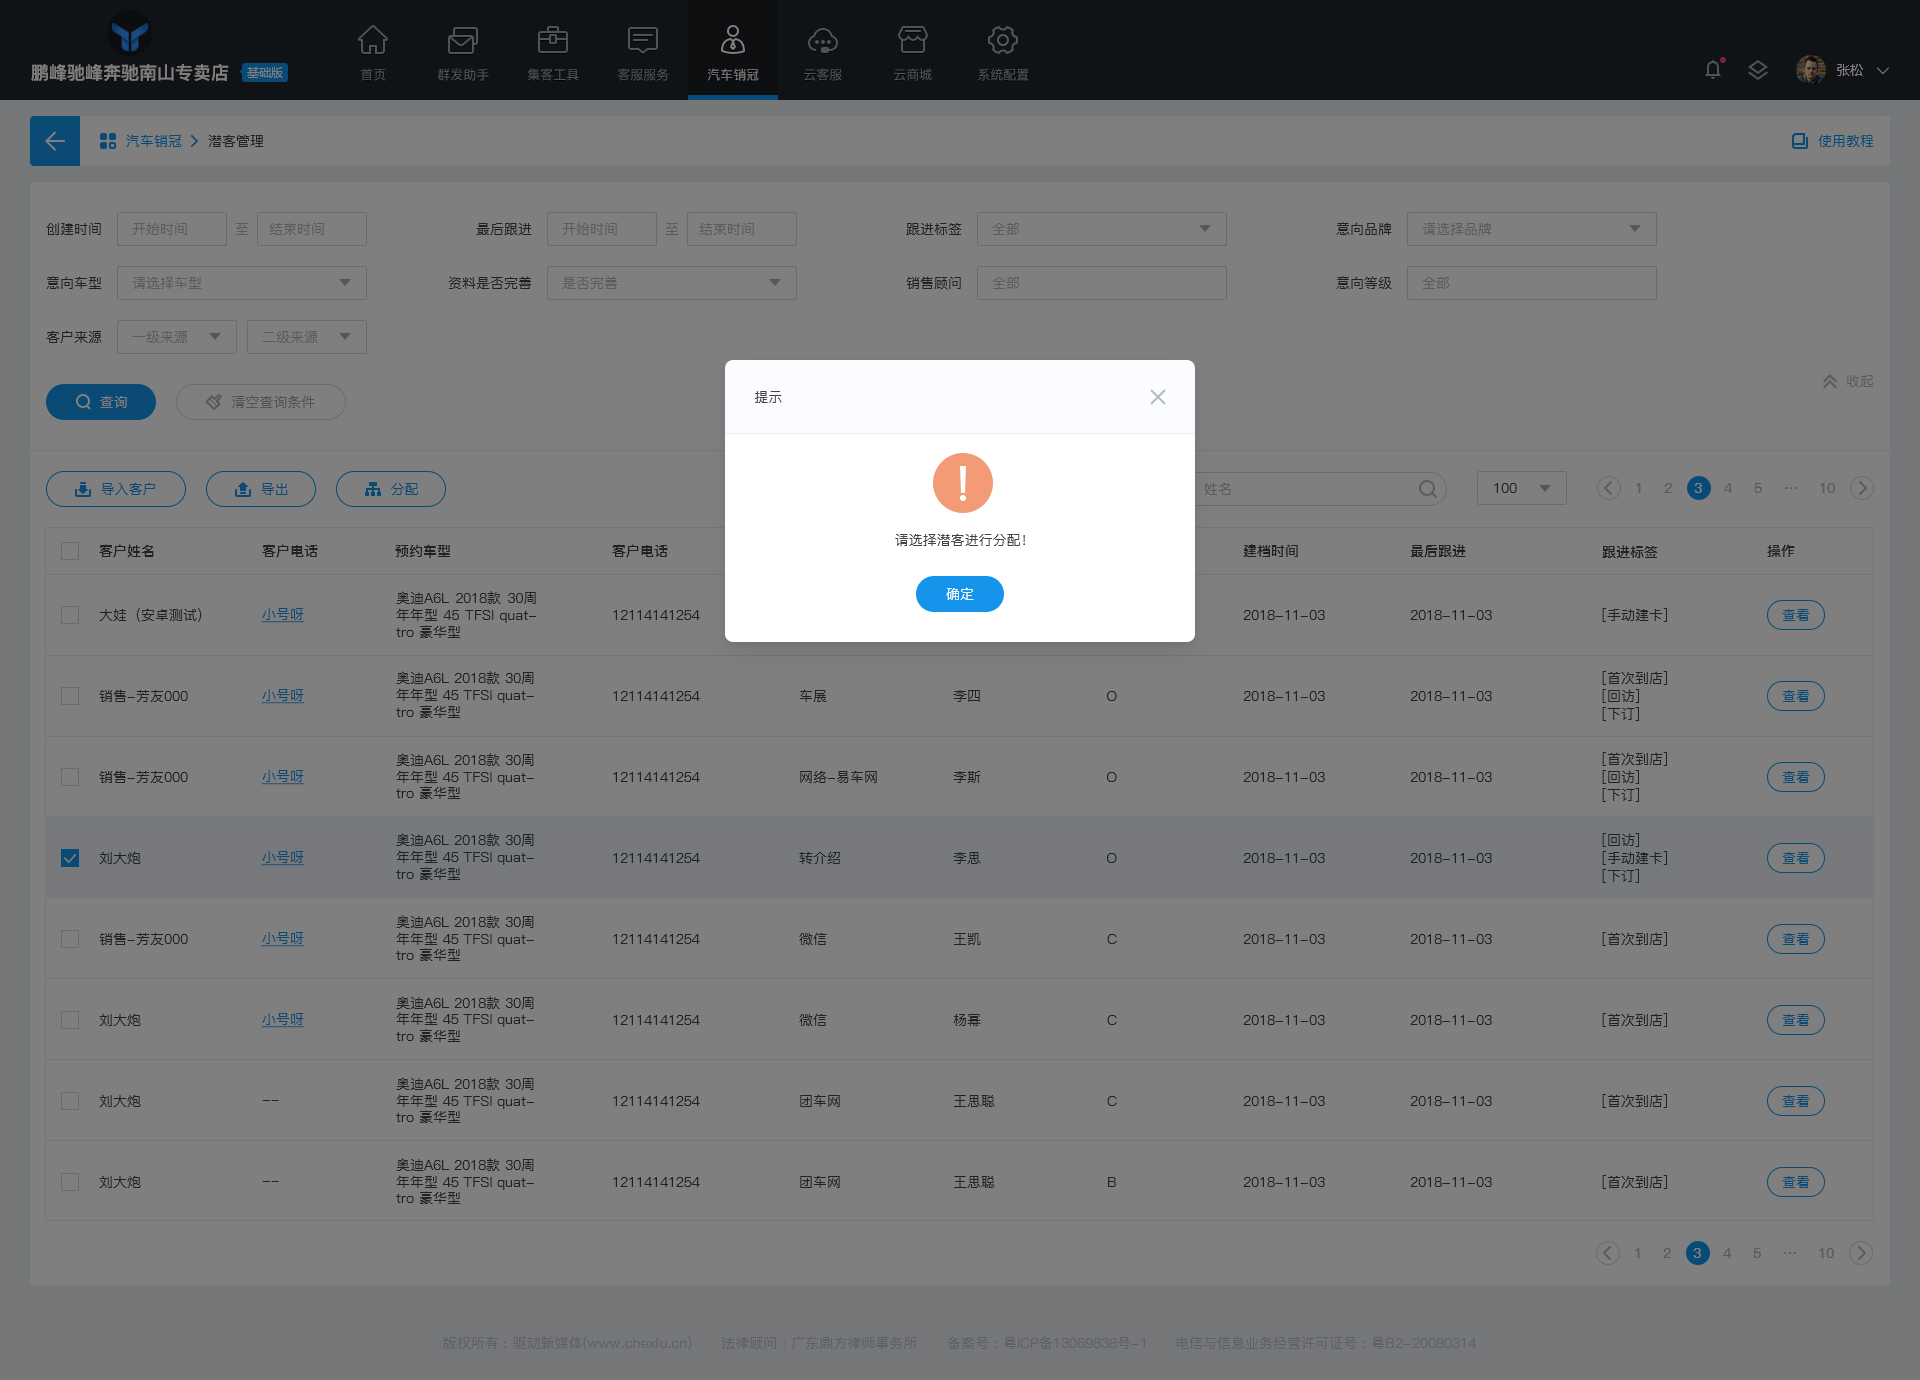 鹏峰驰峰奔驰南山专卖店 基础版
首页 群发助手 集客工具 客服服务 汽车销冠 云客服 云商城 系统配置 张松
汽车销冠 潜客管理 使用教程
创建时间 开始时间 至 结束时间 最后跟进 开始时间 至 结束时间 跟进标签 全部 意向品牌 请选择品牌
意向车型 请选择车型 资料是否完善 是否完善 销售顾问 全部 意向等级 全部
客户来源 一级来源 二级来源
收起
查询 清空查询条件
提示
导入客户 导出 分配 姓名 100 1 2 3 4 5 ··· 10
请选择潜客进行分配！
确定
客户姓名 客户电话 预约车型 客户电话 建档时间 最后跟进 跟进标签 操作
大娃（安卓测试） 小号呀 奥迪A6L 2018款 30周
年年型 45 TFSI quat-
tro 豪华型 12114141254 2018-11-03 2018-11-03 [手动建卡] 查看
销售-芳友000 小号呀 奥迪A6L 2018款 30周
年年型 45 TFSI quat-
tro 豪华型 12114141254 车展 李四 O 2018-11-03 2018-11-03 [首次到店]
[回访]
[下订] 查看
销售-芳友000 小号呀 奥迪A6L 2018款 30周
年年型 45 TFSI quat-
tro 豪华型 12114141254 网络-易车网 李斯 O 2018-11-03 2018-11-03 [首次到店]
[回访]
[下订] 查看
刘大炮 小号呀 奥迪A6L 2018款 30周
年年型 45 TFSI quat-
tro 豪华型 12114141254 转介绍 李思 O 2018-11-03 2018-11-03 [回访]
[手动建卡]
[下订] 查看
销售-芳友000 小号呀 奥迪A6L 2018款 30周
年年型 45 TFSI quat-
tro 豪华型 12114141254 微信 王凯 C 2018-11-03 2018-11-03 [首次到店] 查看
刘大炮 小号呀 奥迪A6L 2018款 30周
年年型 45 TFSI quat-
tro 豪华型 12114141254 微信 杨幂 C 2018-11-03 2018-11-03 [首次到店] 查看
刘大炮 -- 奥迪A6L 2018款 30周
年年型 45 TFSI quat-
tro 豪华型 12114141254 团车网 王思聪 C 2018-11-03 2018-11-03 [首次到店] 查看
刘大炮 -- 奥迪A6L 2018款 30周
年年型 45 TFSI quat-
tro 豪华型 12114141254 团车网 王思聪 B 2018-11-03 2018-11-03 [首次到店] 查看
1 2 3 4 5 ··· 10
版权所有：驱动新媒体(www.chexiu.cn) 法律顾问：广东鼎方律师事务所 备案号：粤ICP备13069838号-1 电信与信息业务经营许可证号：粤B2-20080314